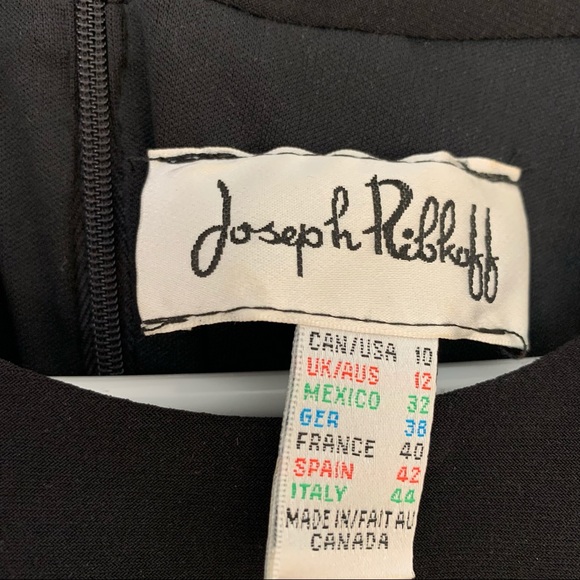 Joseph Ribkoff
CAN/USA 10
UK/AUS 12
MEXICO 32
GER 38
FRANCE 40
SPAIN 42
ITALY 44
MADE IN/FAIT AU
CANADA